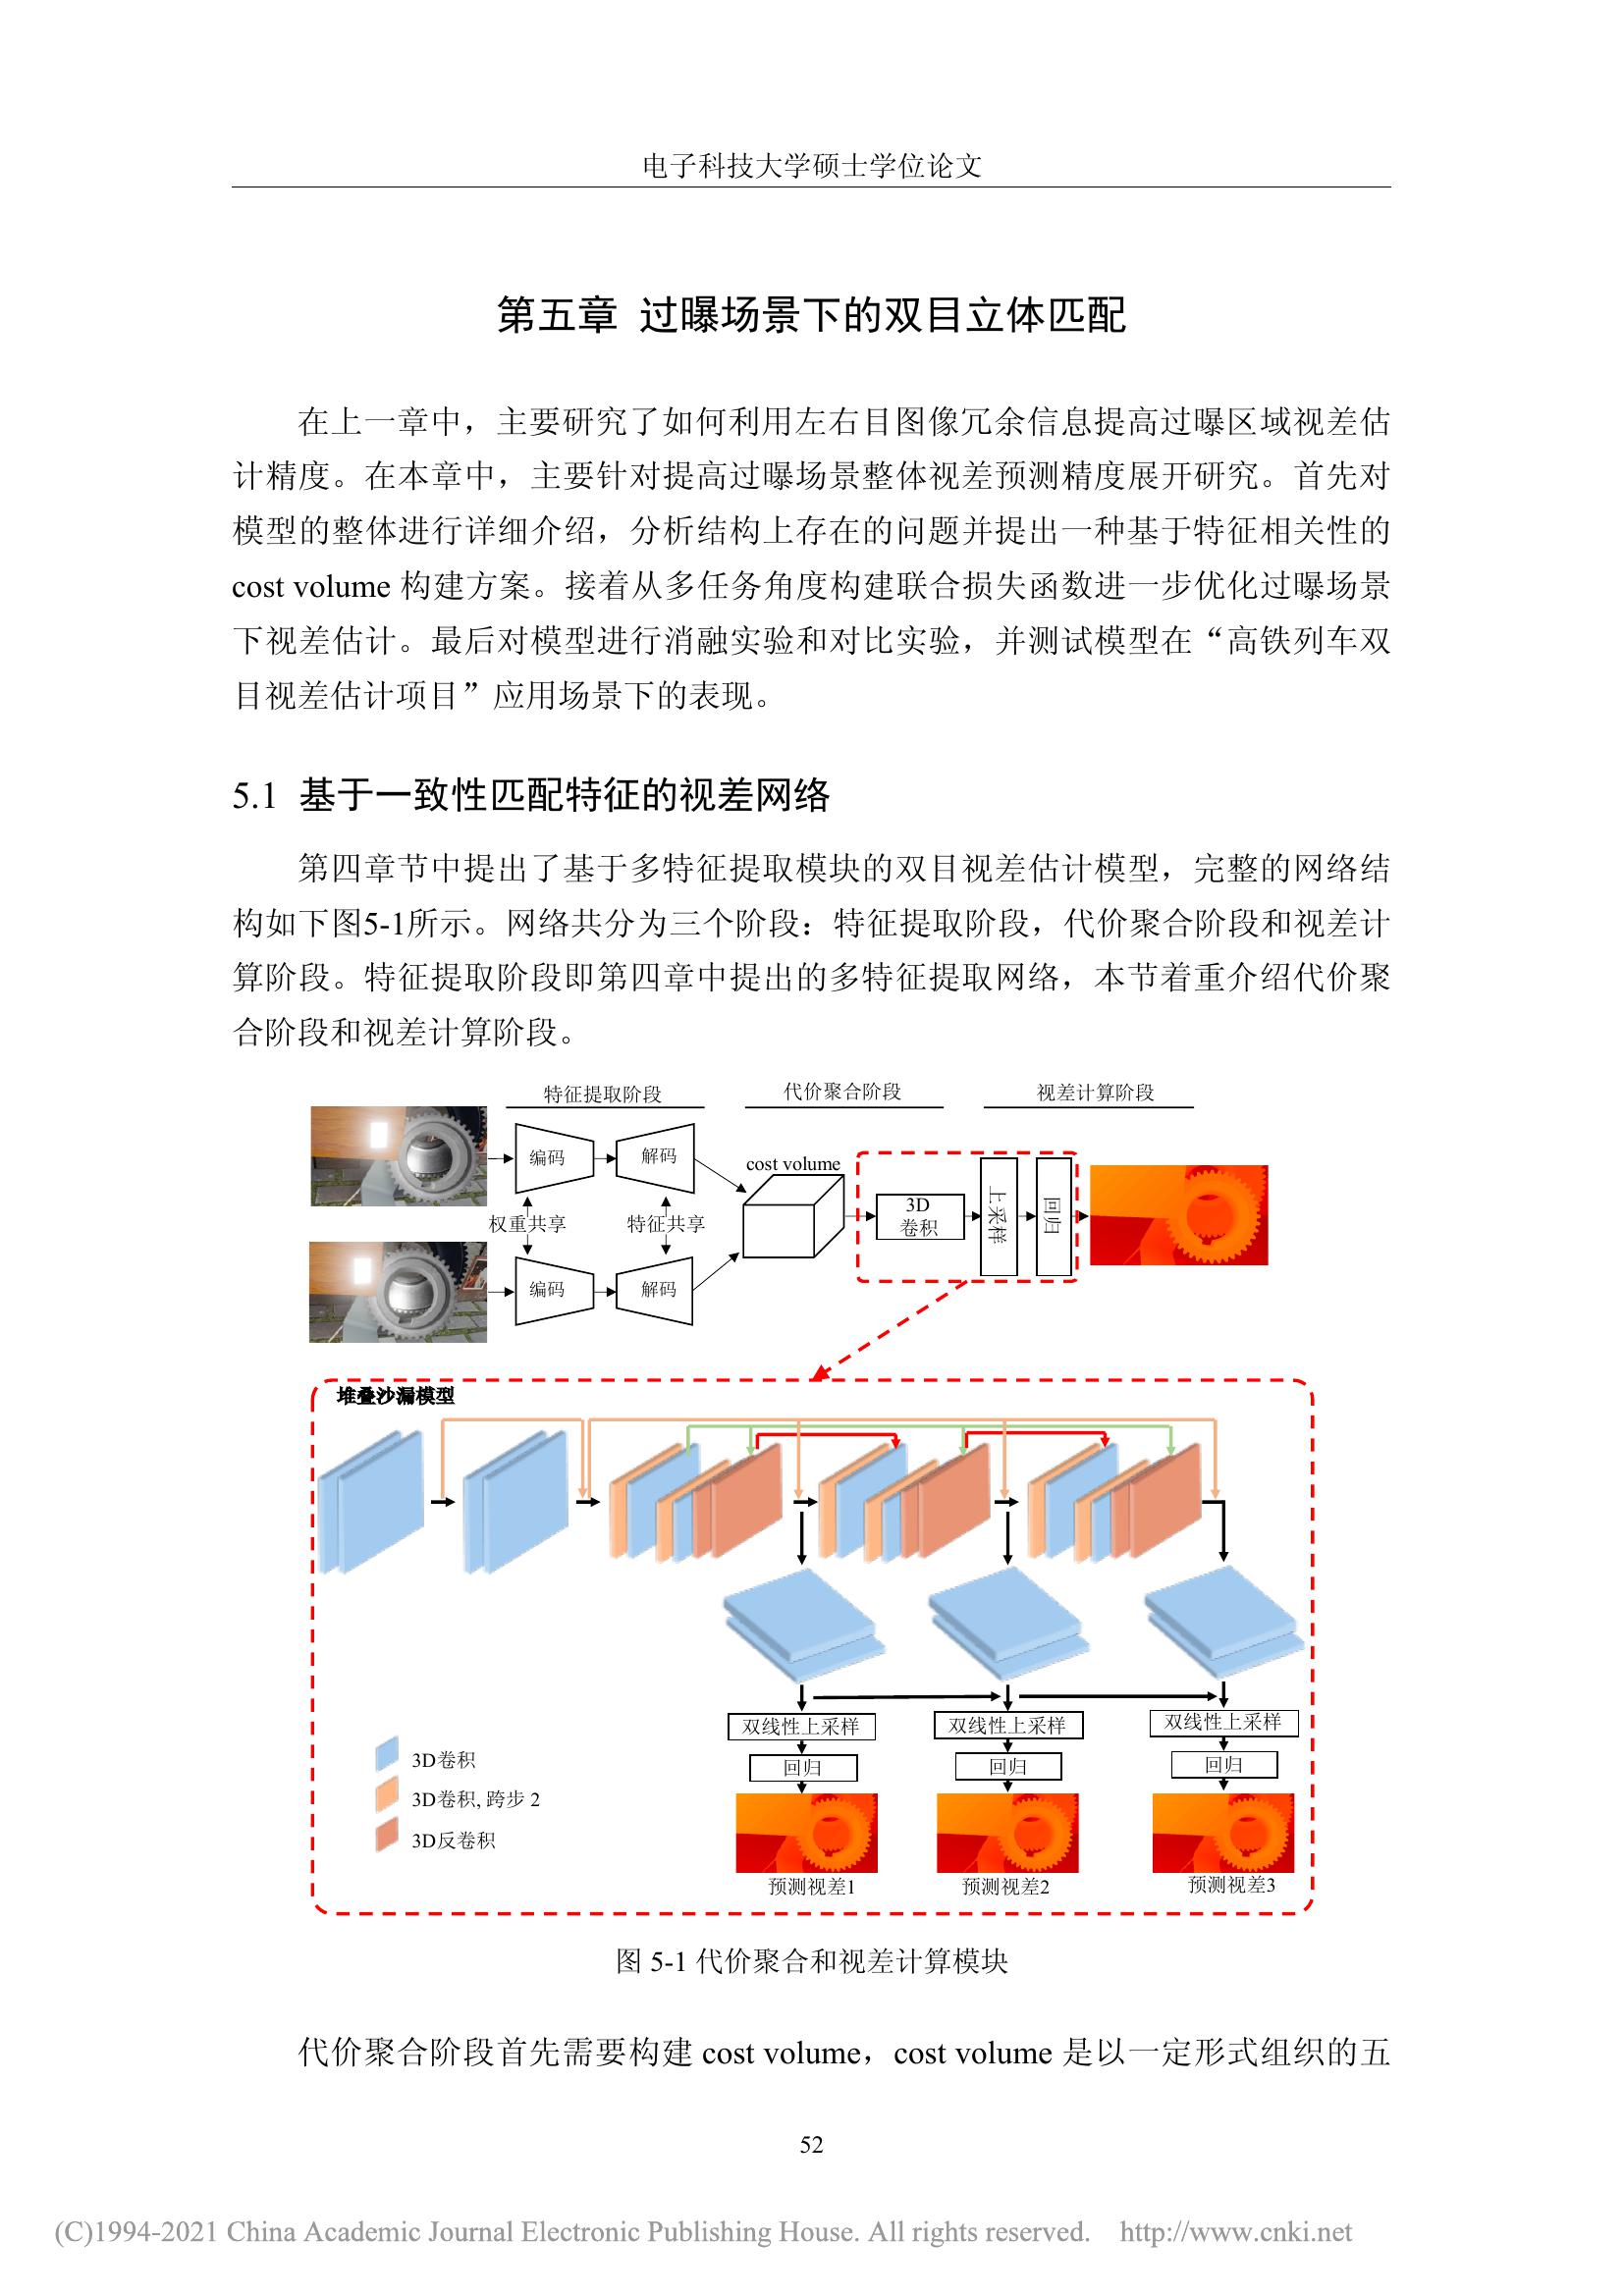 电子科技大学硕士学位论文
第五章 过曝场景下的双目立体匹配
在上一章中，主要研究了如何利用左右目图像冗余信息提高过曝区域视差估
计精度。在本章中，主要针对提高过曝场景整体视差预测精度展开研究。首先对
模型的整体进行详细介绍，分析结构上存在的问题并提出一种基于特征相关性的
cost volume 构建方案。接着从多任务角度构建联合损失函数进一步优化过曝场景
下视差估计。最后对模型进行消融实验和对比实验，并测试模型在“高铁列车双
目视差估计项目”应用场景下的表现。
5.1 基于一致性匹配特征的视差网络
第四章节中提出了基于多特征提取模块的双目视差估计模型，完整的网络结
构如下图5-1所示。网络共分为三个阶段：特征提取阶段，代价聚合阶段和视差计
算阶段。特征提取阶段即第四章中提出的多特征提取网络，本节着重介绍代价聚
合阶段和视差计算阶段。
特征提取阶段 代价聚合阶段 视差计算阶段
编码 解码
cost volume
3D
卷积
上采样
回归
权重共享 特征共享
编码 解码
堆叠沙漏模型
双线性上采样 双线性上采样 双线性上采样
回归 回归 回归
3D卷积
3D卷积, 跨步 2
3D反卷积
预测视差1 预测视差2 预测视差3
图 5-1 代价聚合和视差计算模块
代价聚合阶段首先需要构建 cost volume，cost volume 是以一定形式组织的五
52
(C)1994-2021 China Academic Journal Electronic Publishing House. All rights reserved. http://www.cnki.net